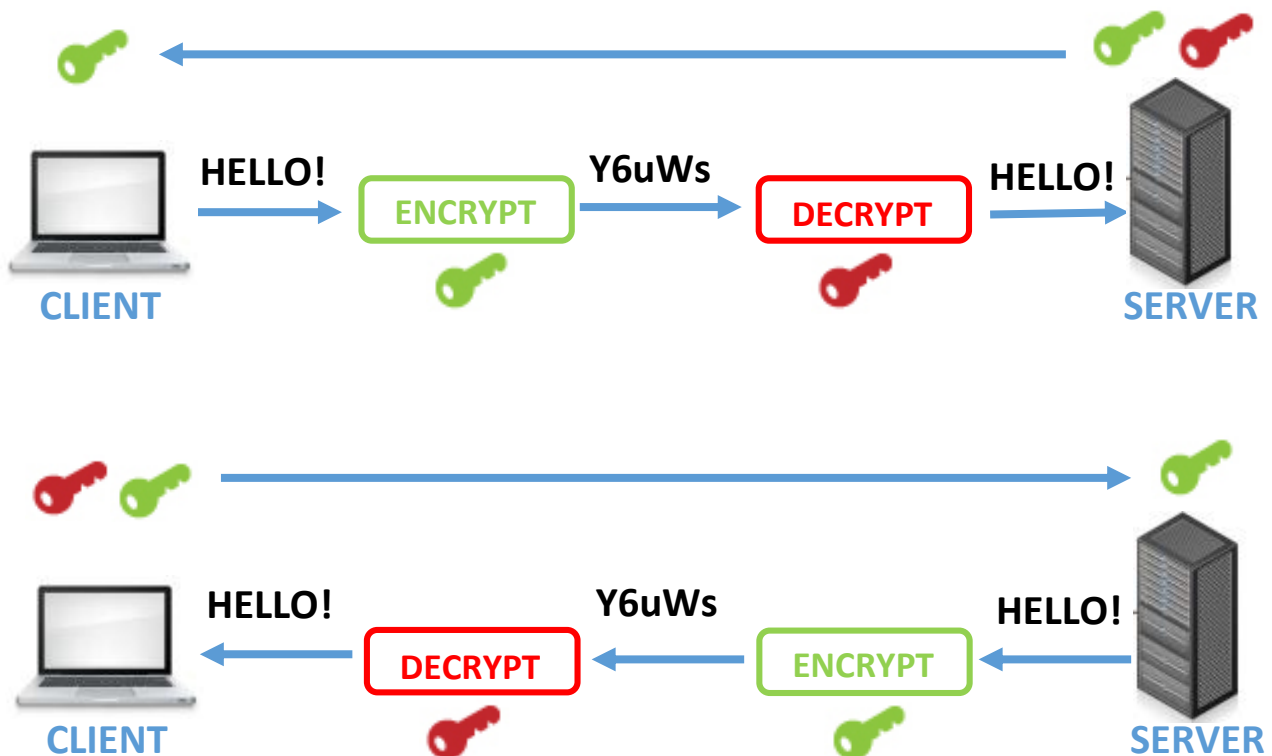 HELLO!
ENCRYPT
Y6uWs
DECRYPT
HELLO!
CLIENT
SERVER
HELLO!
DECRYPT
Y6uWs
ENCRYPT
HELLO!
CLIENT
SERVER